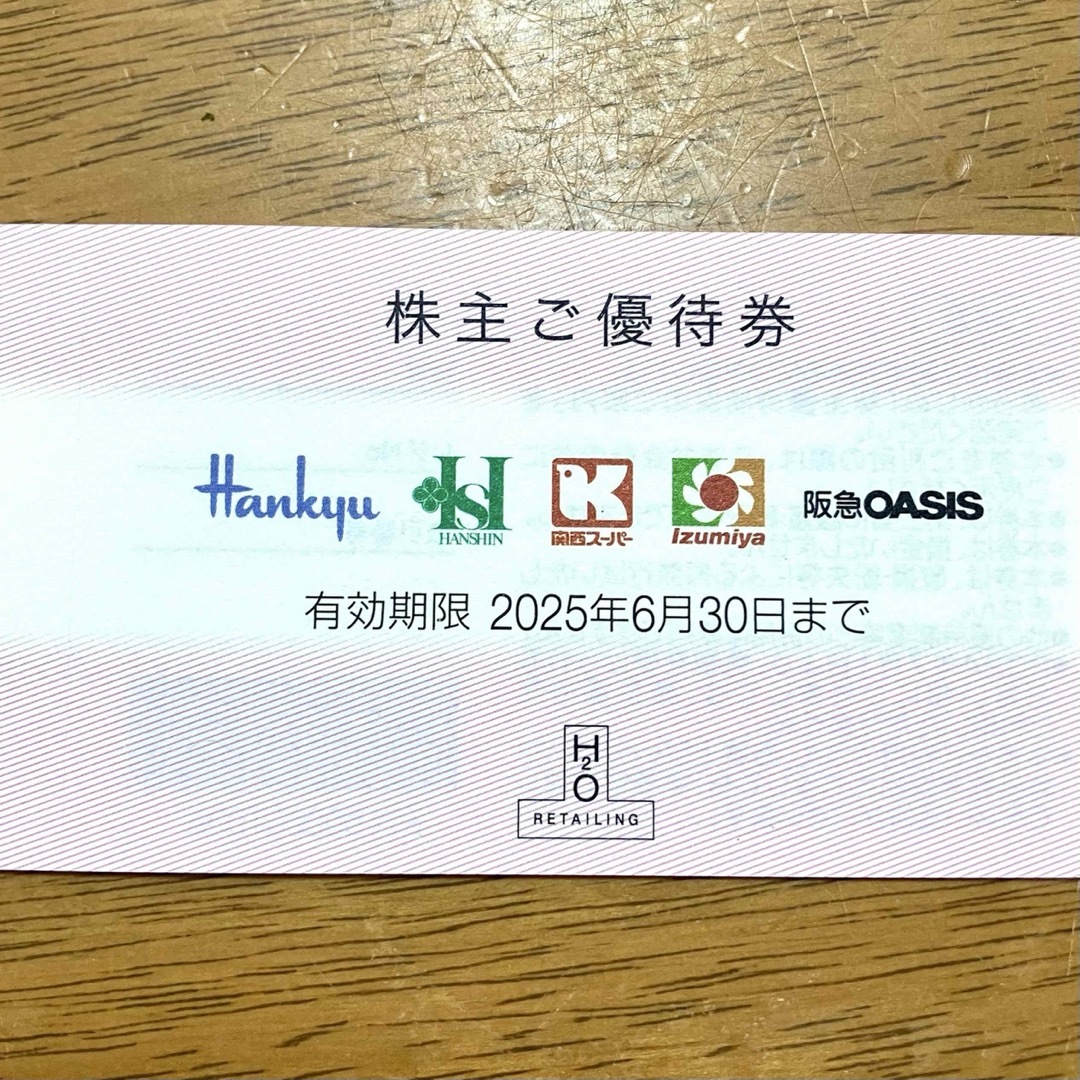 株主ご優待券
Hankyu HSH HANSHIN K 関西スーパー Izumiya 阪急OASIS
有効期限 2025年6月30日まで
H2O
RETAILING